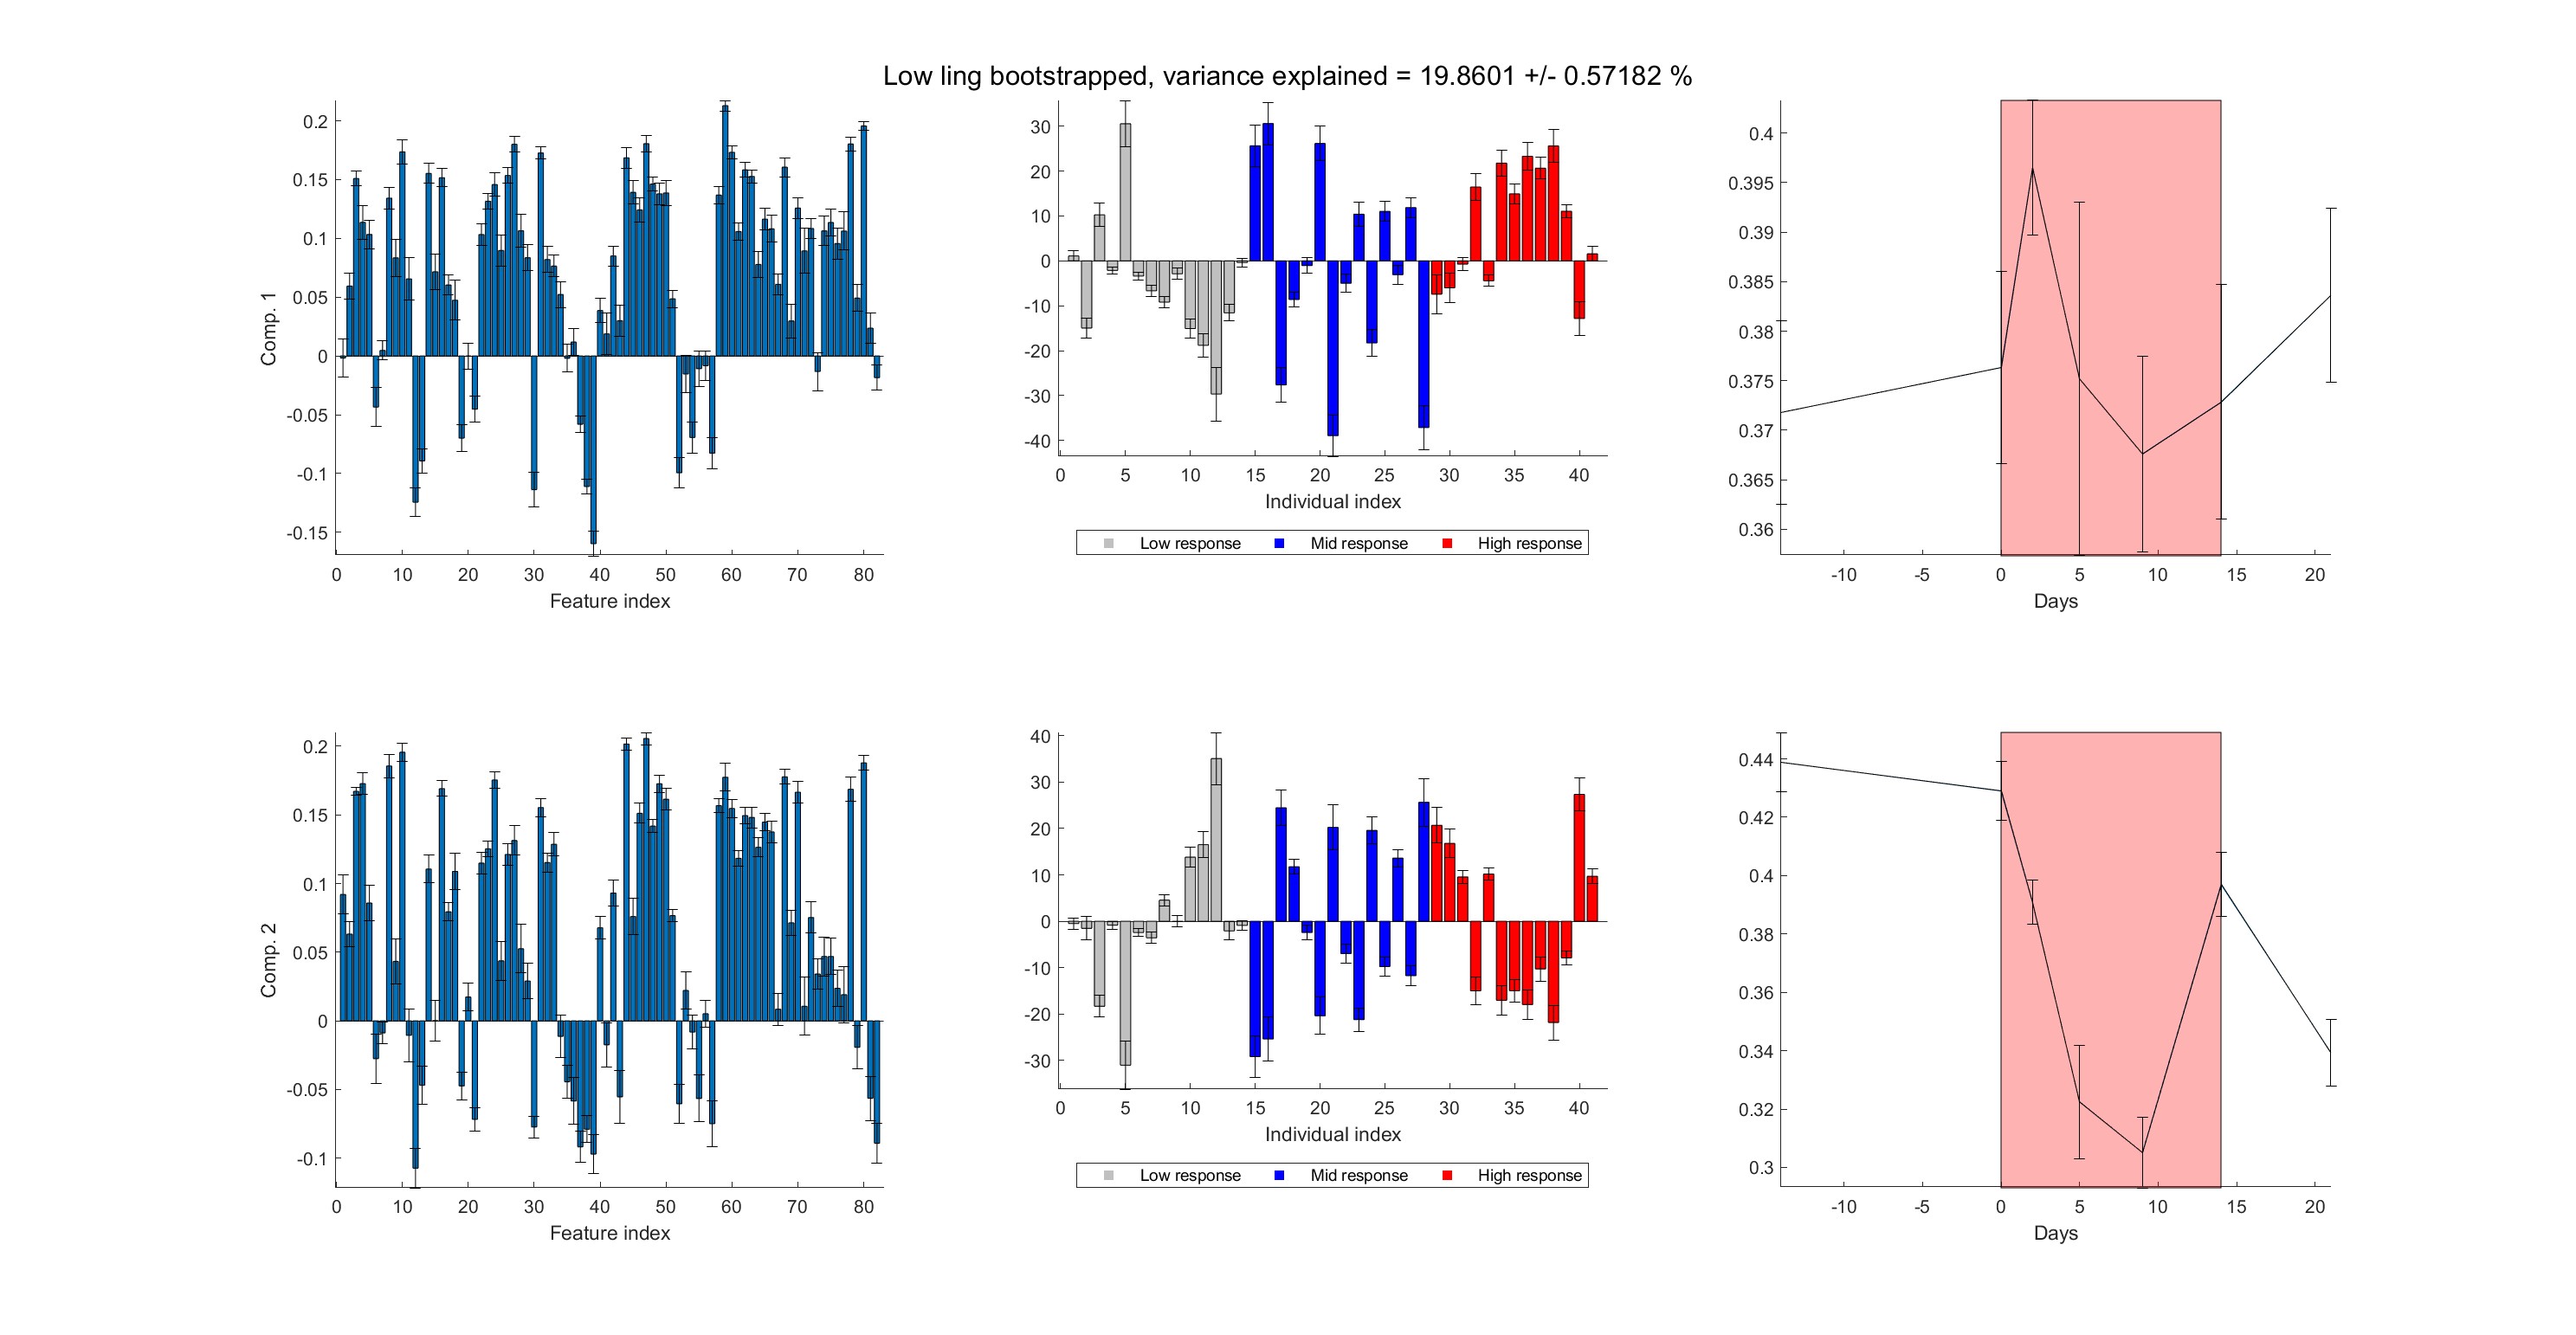 Low ling bootstrapped, variance explained = 19.8601 +/- 0.57182 %
Comp. 1
0.2
0.15
0.1
0.05
0
-0.05
-0.1
-0.15
0 10 20 30 40 50 60 70 80
Feature index
30
20
10
0
-10
-20
-30
-40
0 5 10 15 20 25 30 35 40
Individual index
Low response Mid response High response
0.4
0.395
0.39
0.385
0.38
0.375
0.37
0.365
0.36
-10 -5 0 5 10 15 20
Days
Comp. 2
0.2
0.15
0.1
0.05
0
-0.05
-0.1
0 10 20 30 40 50 60 70 80
Feature index
40
30
20
10
0
-10
-20
-30
0 5 10 15 20 25 30 35 40
Individual index
Low response Mid response High response
0.44
0.42
0.4
0.38
0.36
0.34
0.32
0.3
-10 -5 0 5 10 15 20
Days